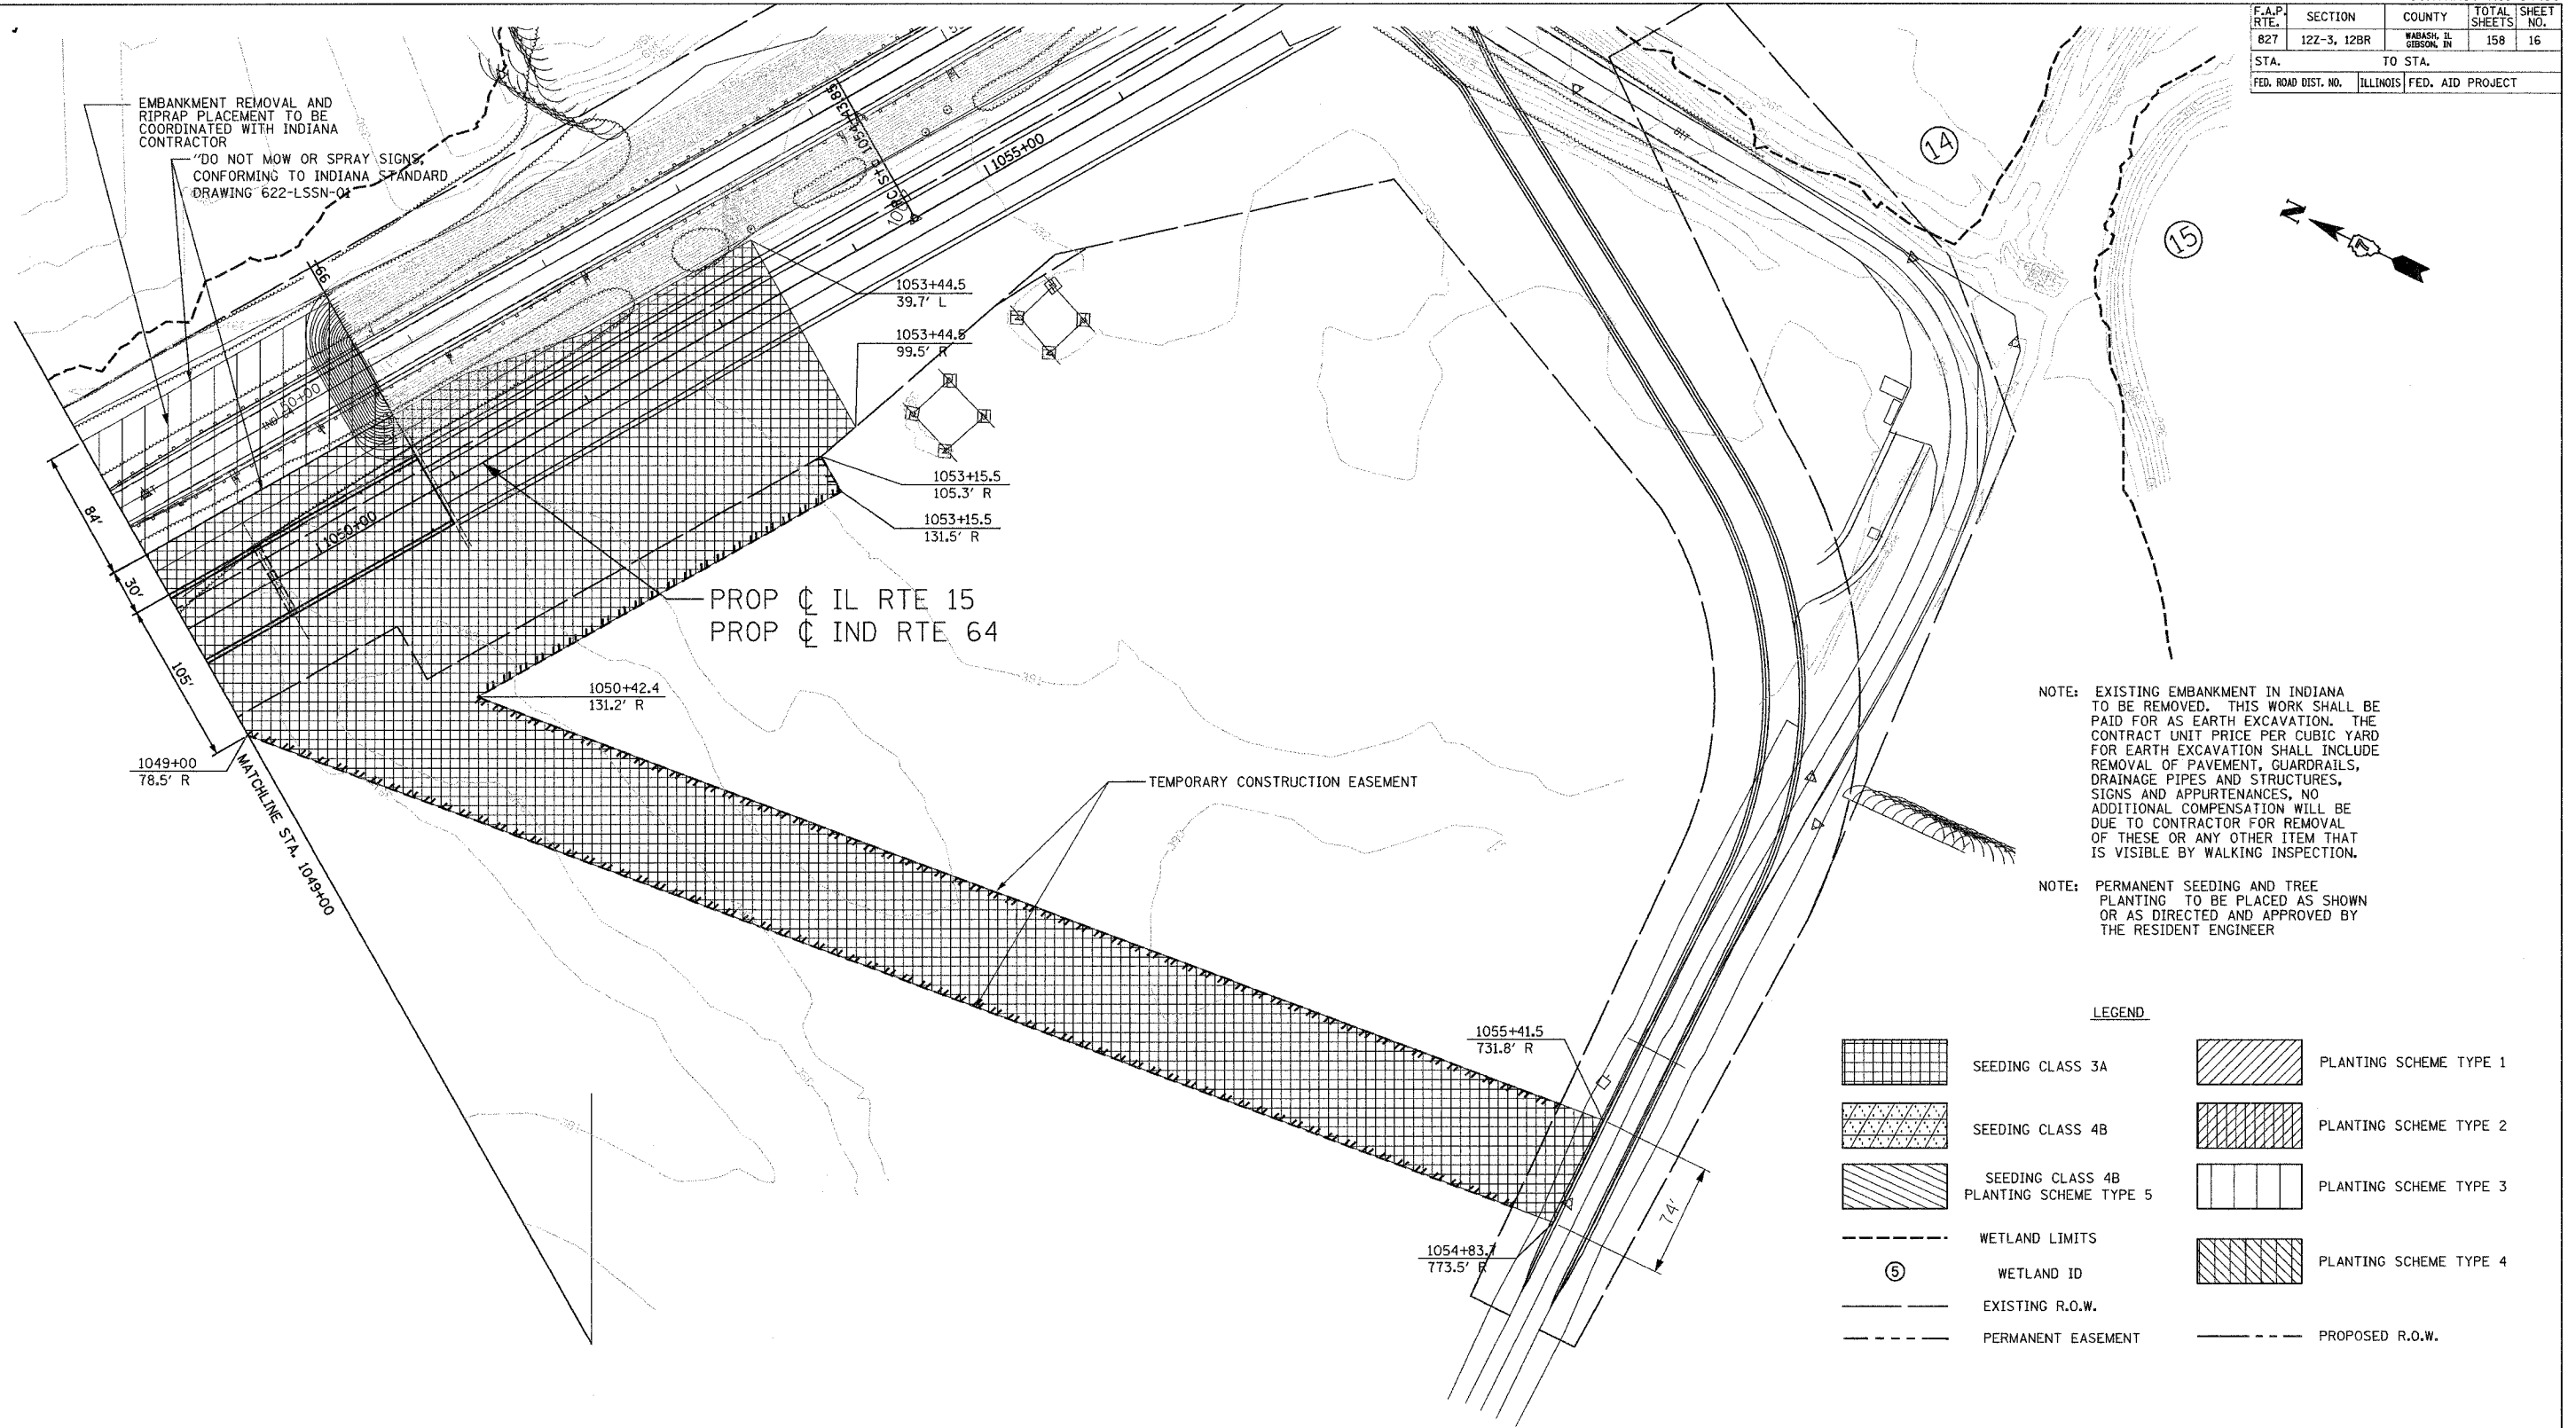 F.A.P. RTE. SECTION COUNTY TOTAL SHEETS SHEET NO.
827 12Z-3, 12BR WABASH, IL GIBSON, IN 158 16
STA. TO STA.
FED. ROAD DIST. NO. ILLINOIS FED. AID PROJECT
EMBANKMENT REMOVAL AND
RIPRAP PLACEMENT TO BE
COORDINATED WITH INDIANA
CONTRACTOR
"DO NOT MOW OR SPRAY SIGNS,
CONFORMING TO INDIANA STANDARD
DRAWING 622-LSSN-01
1055+00
14
15
N
1053+44.5
39.7' L
1053+44.5
99.5' R
50+00
1053+15.5
105.3' R
1053+15.5
131.5' R
1050+00
84'
30'
105'
PROP ℄ IL RTE 15
PROP ℄ IND RTE 64
391
1050+42.4
131.2' R
1049+00
78.5' R
MATCHLINE STA. 1049+00
TEMPORARY CONSTRUCTION EASEMENT
1055+41.5
731.8' R
1054+83.7
773.5' R
74'
NOTE: EXISTING EMBANKMENT IN INDIANA
TO BE REMOVED. THIS WORK SHALL BE
PAID FOR AS EARTH EXCAVATION. THE
CONTRACT UNIT PRICE PER CUBIC YARD
FOR EARTH EXCAVATION SHALL INCLUDE
REMOVAL OF PAVEMENT, GUARDRAILS,
DRAINAGE PIPES AND STRUCTURES,
SIGNS AND APPURTENANCES, NO
ADDITIONAL COMPENSATION WILL BE
DUE TO CONTRACTOR FOR REMOVAL
OF THESE OR ANY OTHER ITEM THAT
IS VISIBLE BY WALKING INSPECTION.
NOTE: PERMANENT SEEDING AND TREE
PLANTING TO BE PLACED AS SHOWN
OR AS DIRECTED AND APPROVED BY
THE RESIDENT ENGINEER
LEGEND
SEEDING CLASS 3A
SEEDING CLASS 4B
SEEDING CLASS 4B
PLANTING SCHEME TYPE 5
WETLAND LIMITS
5 WETLAND ID
EXISTING R.O.W.
PERMANENT EASEMENT
PLANTING SCHEME TYPE 1
PLANTING SCHEME TYPE 2
PLANTING SCHEME TYPE 3
PLANTING SCHEME TYPE 4
PROPOSED R.O.W.